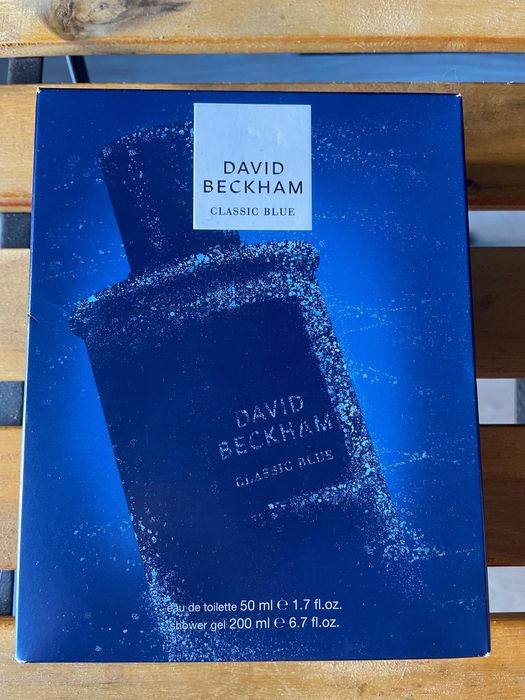 DAVID
BECKHAM
CLASSIC BLUE
DAVID
BECKHAM
CLASSIC BLUE
eau de toilette 50 ml ℮ 1.7 fl.oz.
shower gel 200 ml ℮ 6.7 fl.oz.